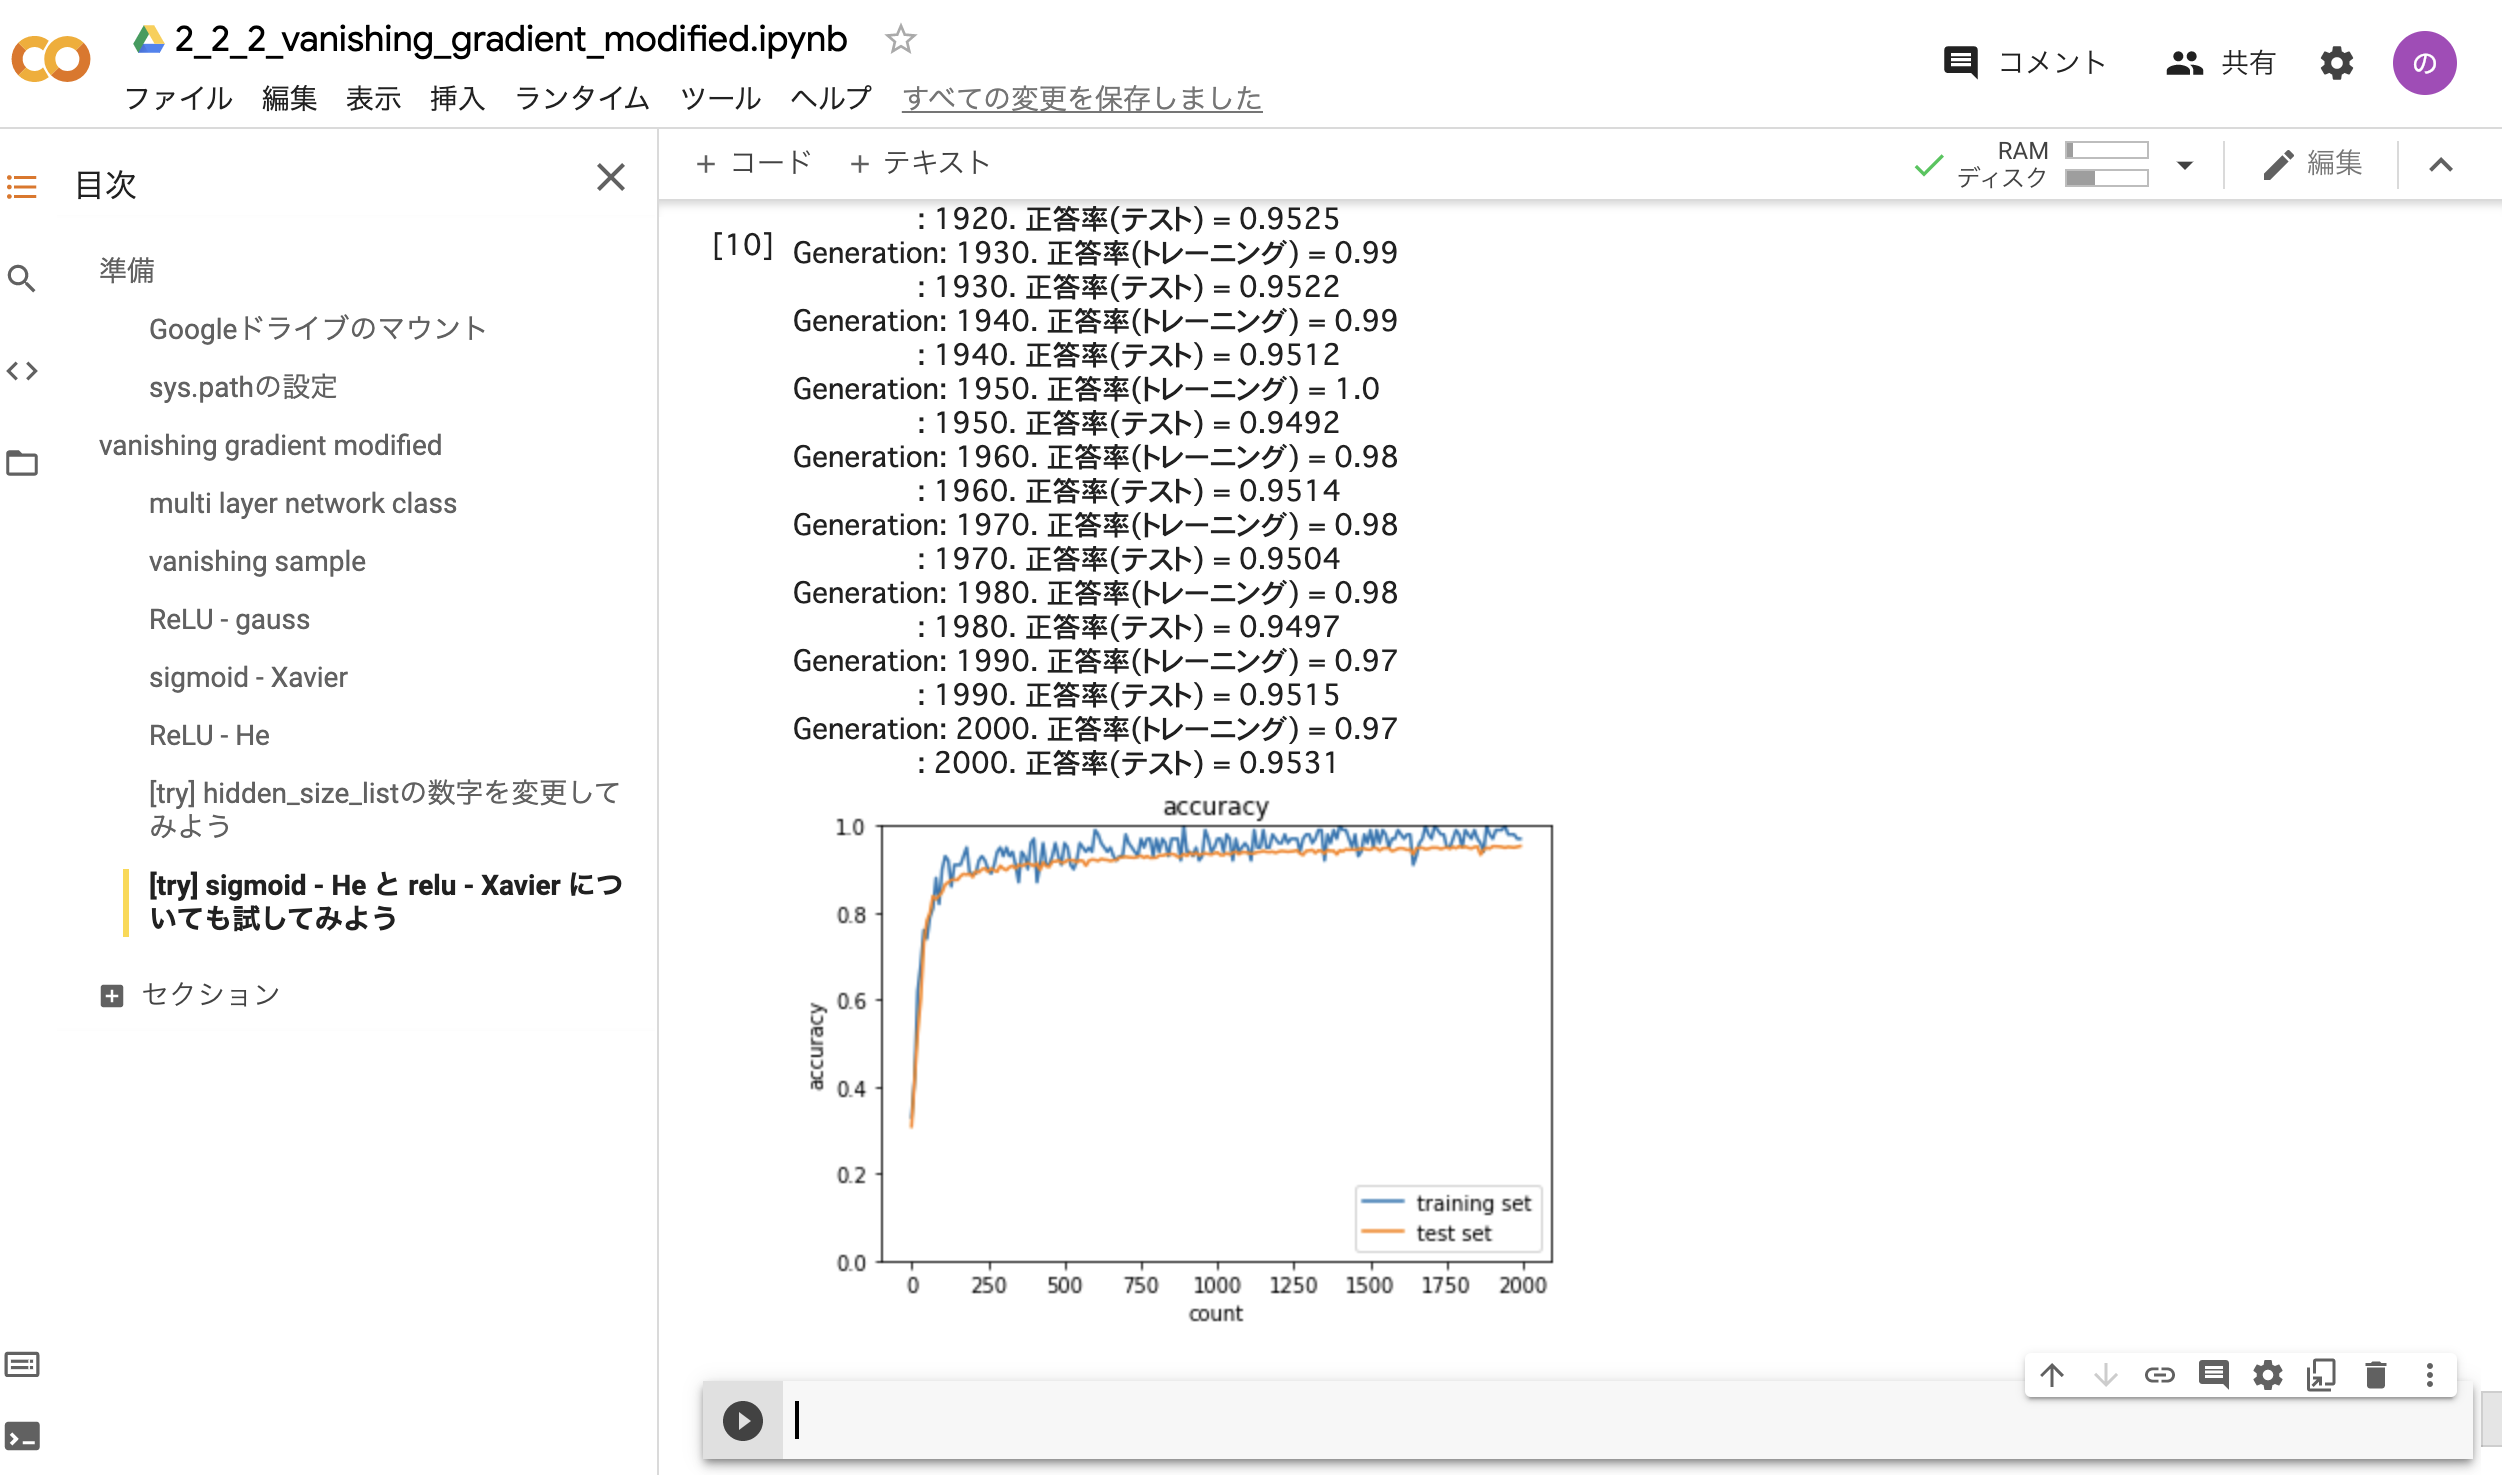 2_2_2_vanishing_gradient_modified.ipynb
コメント 共有 の
ファイル 編集 表示 挿入 ランタイム ツール ヘルプ すべての変更を保存しました
目次
準備
Googleドライブのマウント
sys.pathの設定
vanishing gradient modified
multi layer network class
vanishing sample
ReLU - gauss
sigmoid - Xavier
ReLU - He
[try] hidden_size_listの数字を変更して
みよう
[try] sigmoid - He と relu - Xavier につ
いても試してみよう
セクション
+ コード + テキスト
RAM
ディスク
編集
[10]
: 1920. 正答率(テスト) = 0.9525
Generation: 1930. 正答率(トレーニング) = 0.99
: 1930. 正答率(テスト) = 0.9522
Generation: 1940. 正答率(トレーニング) = 0.99
: 1940. 正答率(テスト) = 0.9512
Generation: 1950. 正答率(トレーニング) = 1.0
: 1950. 正答率(テスト) = 0.9492
Generation: 1960. 正答率(トレーニング) = 0.98
: 1960. 正答率(テスト) = 0.9514
Generation: 1970. 正答率(トレーニング) = 0.98
: 1970. 正答率(テスト) = 0.9504
Generation: 1980. 正答率(トレーニング) = 0.98
: 1980. 正答率(テスト) = 0.9497
Generation: 1990. 正答率(トレーニング) = 0.97
: 1990. 正答率(テスト) = 0.9515
Generation: 2000. 正答率(トレーニング) = 0.97
: 2000. 正答率(テスト) = 0.9531
accuracy
1.0
0.8
0.6
0.4
0.2
0.0
accuracy
training set
test set
0 250 500 750 1000 1250 1500 1750 2000
count